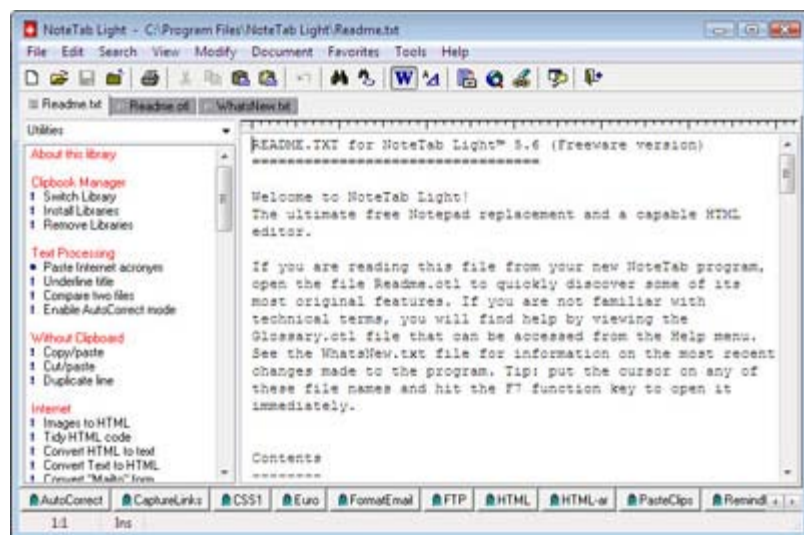 NoteTab Light - C:\Program Files\NoteTab Light\Readme.txt
File Edit Search View Modify Document Favorites Tools Help
Readme.txt Readme.otl WhatsNew.txt
Utilities
About this library
Clipbook Manager
Switch Library
Install Libraries
Remove Libraries
Text Processing
Paste Internet acronym
Underline title
Compare two files
Enable AutoCorrect mode
Without Clipboard
Copy/paste
Cut/paste
Duplicate line
Internet
Images to HTML
Tidy HTML code
Convert HTML to text
Convert Text to HTML
Convert "Mailto" form
README.TXT for NoteTab Light™ 5.6 (Freeware version)
==================================
Welcome to NoteTab Light!
The ultimate free Notepad replacement and a capable HTML
editor.
If you are reading this file from your new NoteTab program,
open the file Readme.otl to quickly discover some of its
most original features. If you are not familiar with
technical terms, you will find help by viewing the
Glossary.otl file that can be accessed from the Help menu.
See the WhatsNew.txt file for information on the most recent
changes made to the program. Tip: put the cursor on any of
these file names and hit the F7 function key to open it
immediately.
Contents
--------
AutoCorrect CaptureLinks CSS1 Euro FormatEmail FTP HTML HTML-ar PasteClips Remindl
1:1 Ins